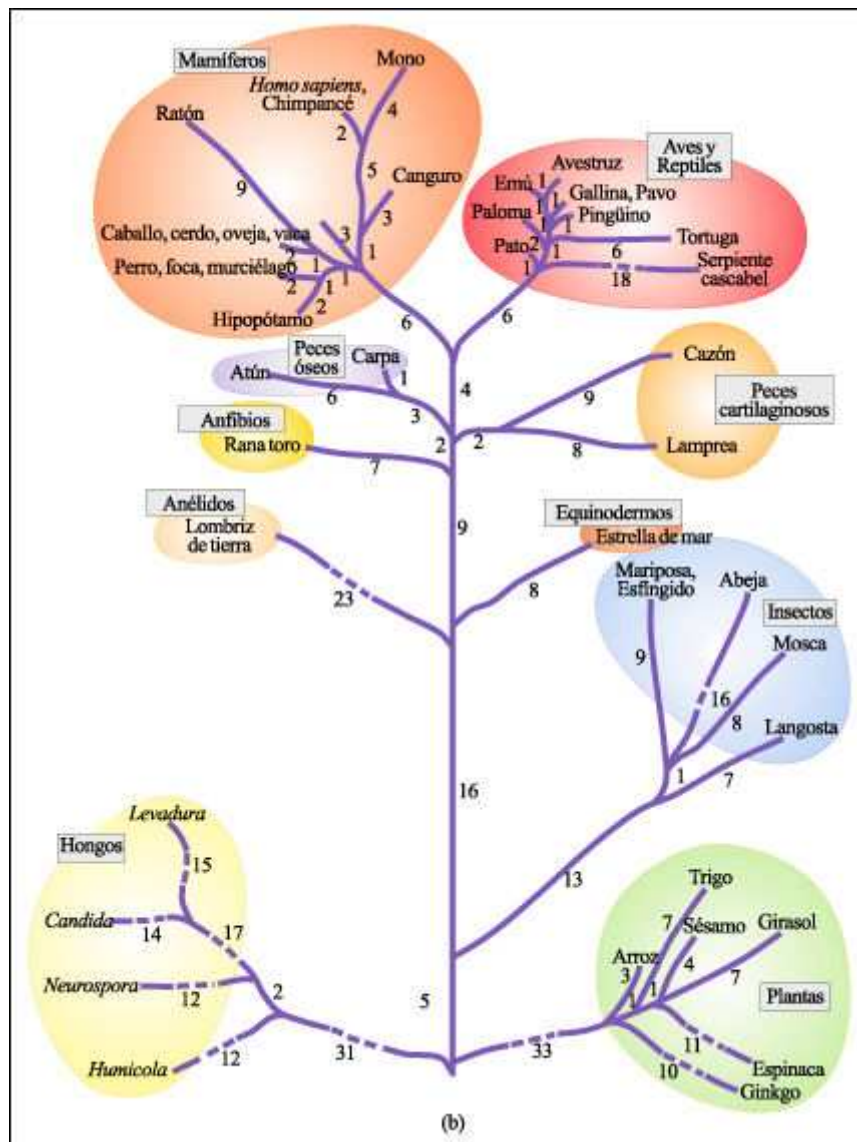 Mamíferos
Mono
Homo sapiens,
Chimpancé
Ratón
4
2
5
Canguro
9
3
Caballo, cerdo, oveja, vaca
3
2
1
1
Perro, foca, murciélago
1
1
2
2
Hipopótamo
6
Aves y
Reptiles
Avestruz
Emú
1
Gallina, Pavo
1
1
Paloma
Pingüino
1
1
Tortuga
Pato
2
1
6
Serpiente
cascabel
1
18
6
Peces
óseos
Carpa
Atún
1
6
3
4
Cazón
9
Peces
cartilaginosos
2
2
8
Lamprea
Anfibios
Rana toro
7
9
Anélidos
Lombriz
de tierra
23
Equinodermos
Estrella de mar
8
Mariposa,
Esfíngido
Abeja
Insectos
Mosca
9
16
8
Langosta
1
7
16
13
Levadura
Hongos
15
Candida
14
17
Neurospora
12
2
Humicola
12
31
5
Trigo
7
Sésamo
Girasol
Arroz
3
4
1
1
7
Plantas
33
11
Espinaca
10
Ginkgo
(b)